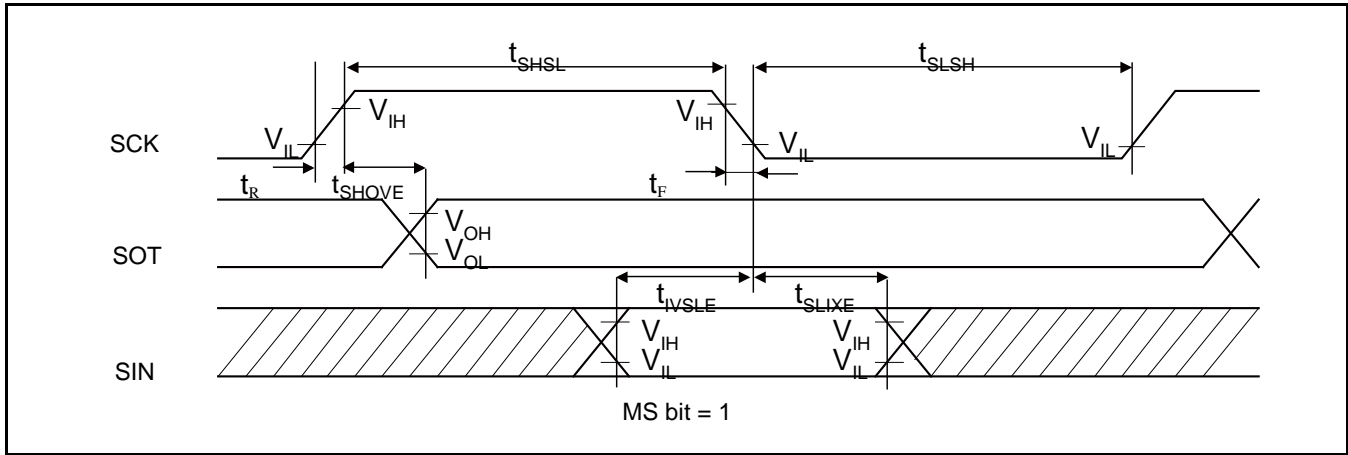 tSHSL
tSLSH
SCK
VIH
VIH
VIL
VIL
VIL
tR
tSHOVE
tF
SOT
VOH
VOL
tIVSLE
tSLIXE
SIN
VIH
VIH
VIL
VIL
MS bit = 1